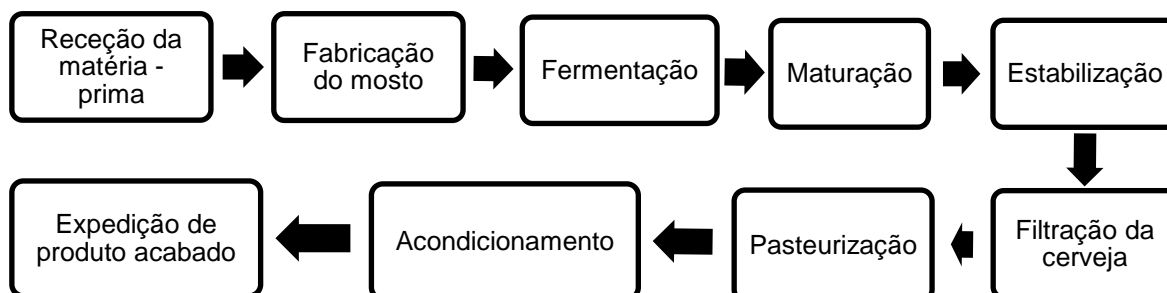 Receção da
matéria -
prima
Fabricação
do mosto
Fermentação
Maturação
Estabilização
Filtração da
cerveja
Pasteurização
Acondicionamento
Expedição de
produto acabado